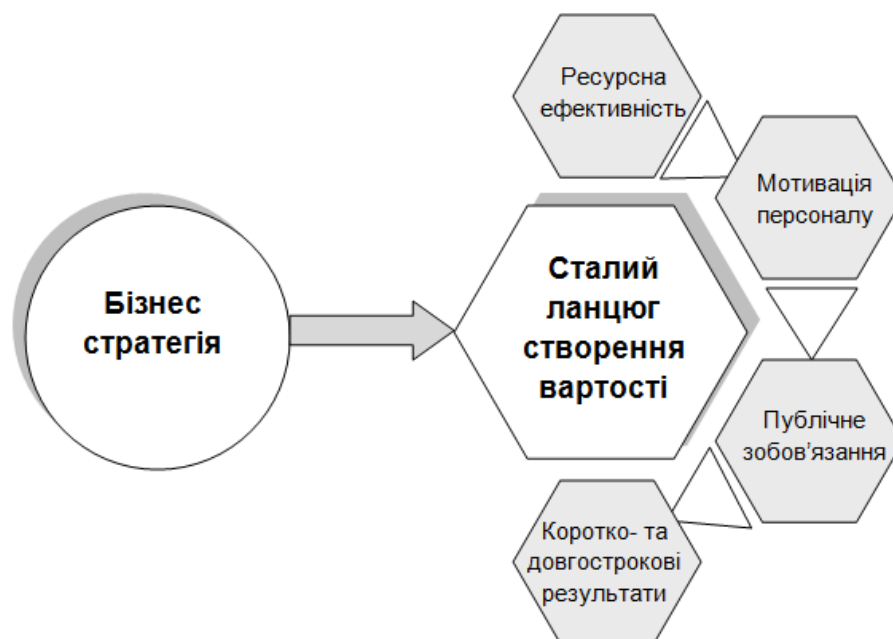 Бізнес
стратегія
Сталий
ланцюг
створення
вартості
Ресурсна
ефективність
Мотивація
персоналу
Публічне
зобов’язання
Коротко- та
довгострокові
результати